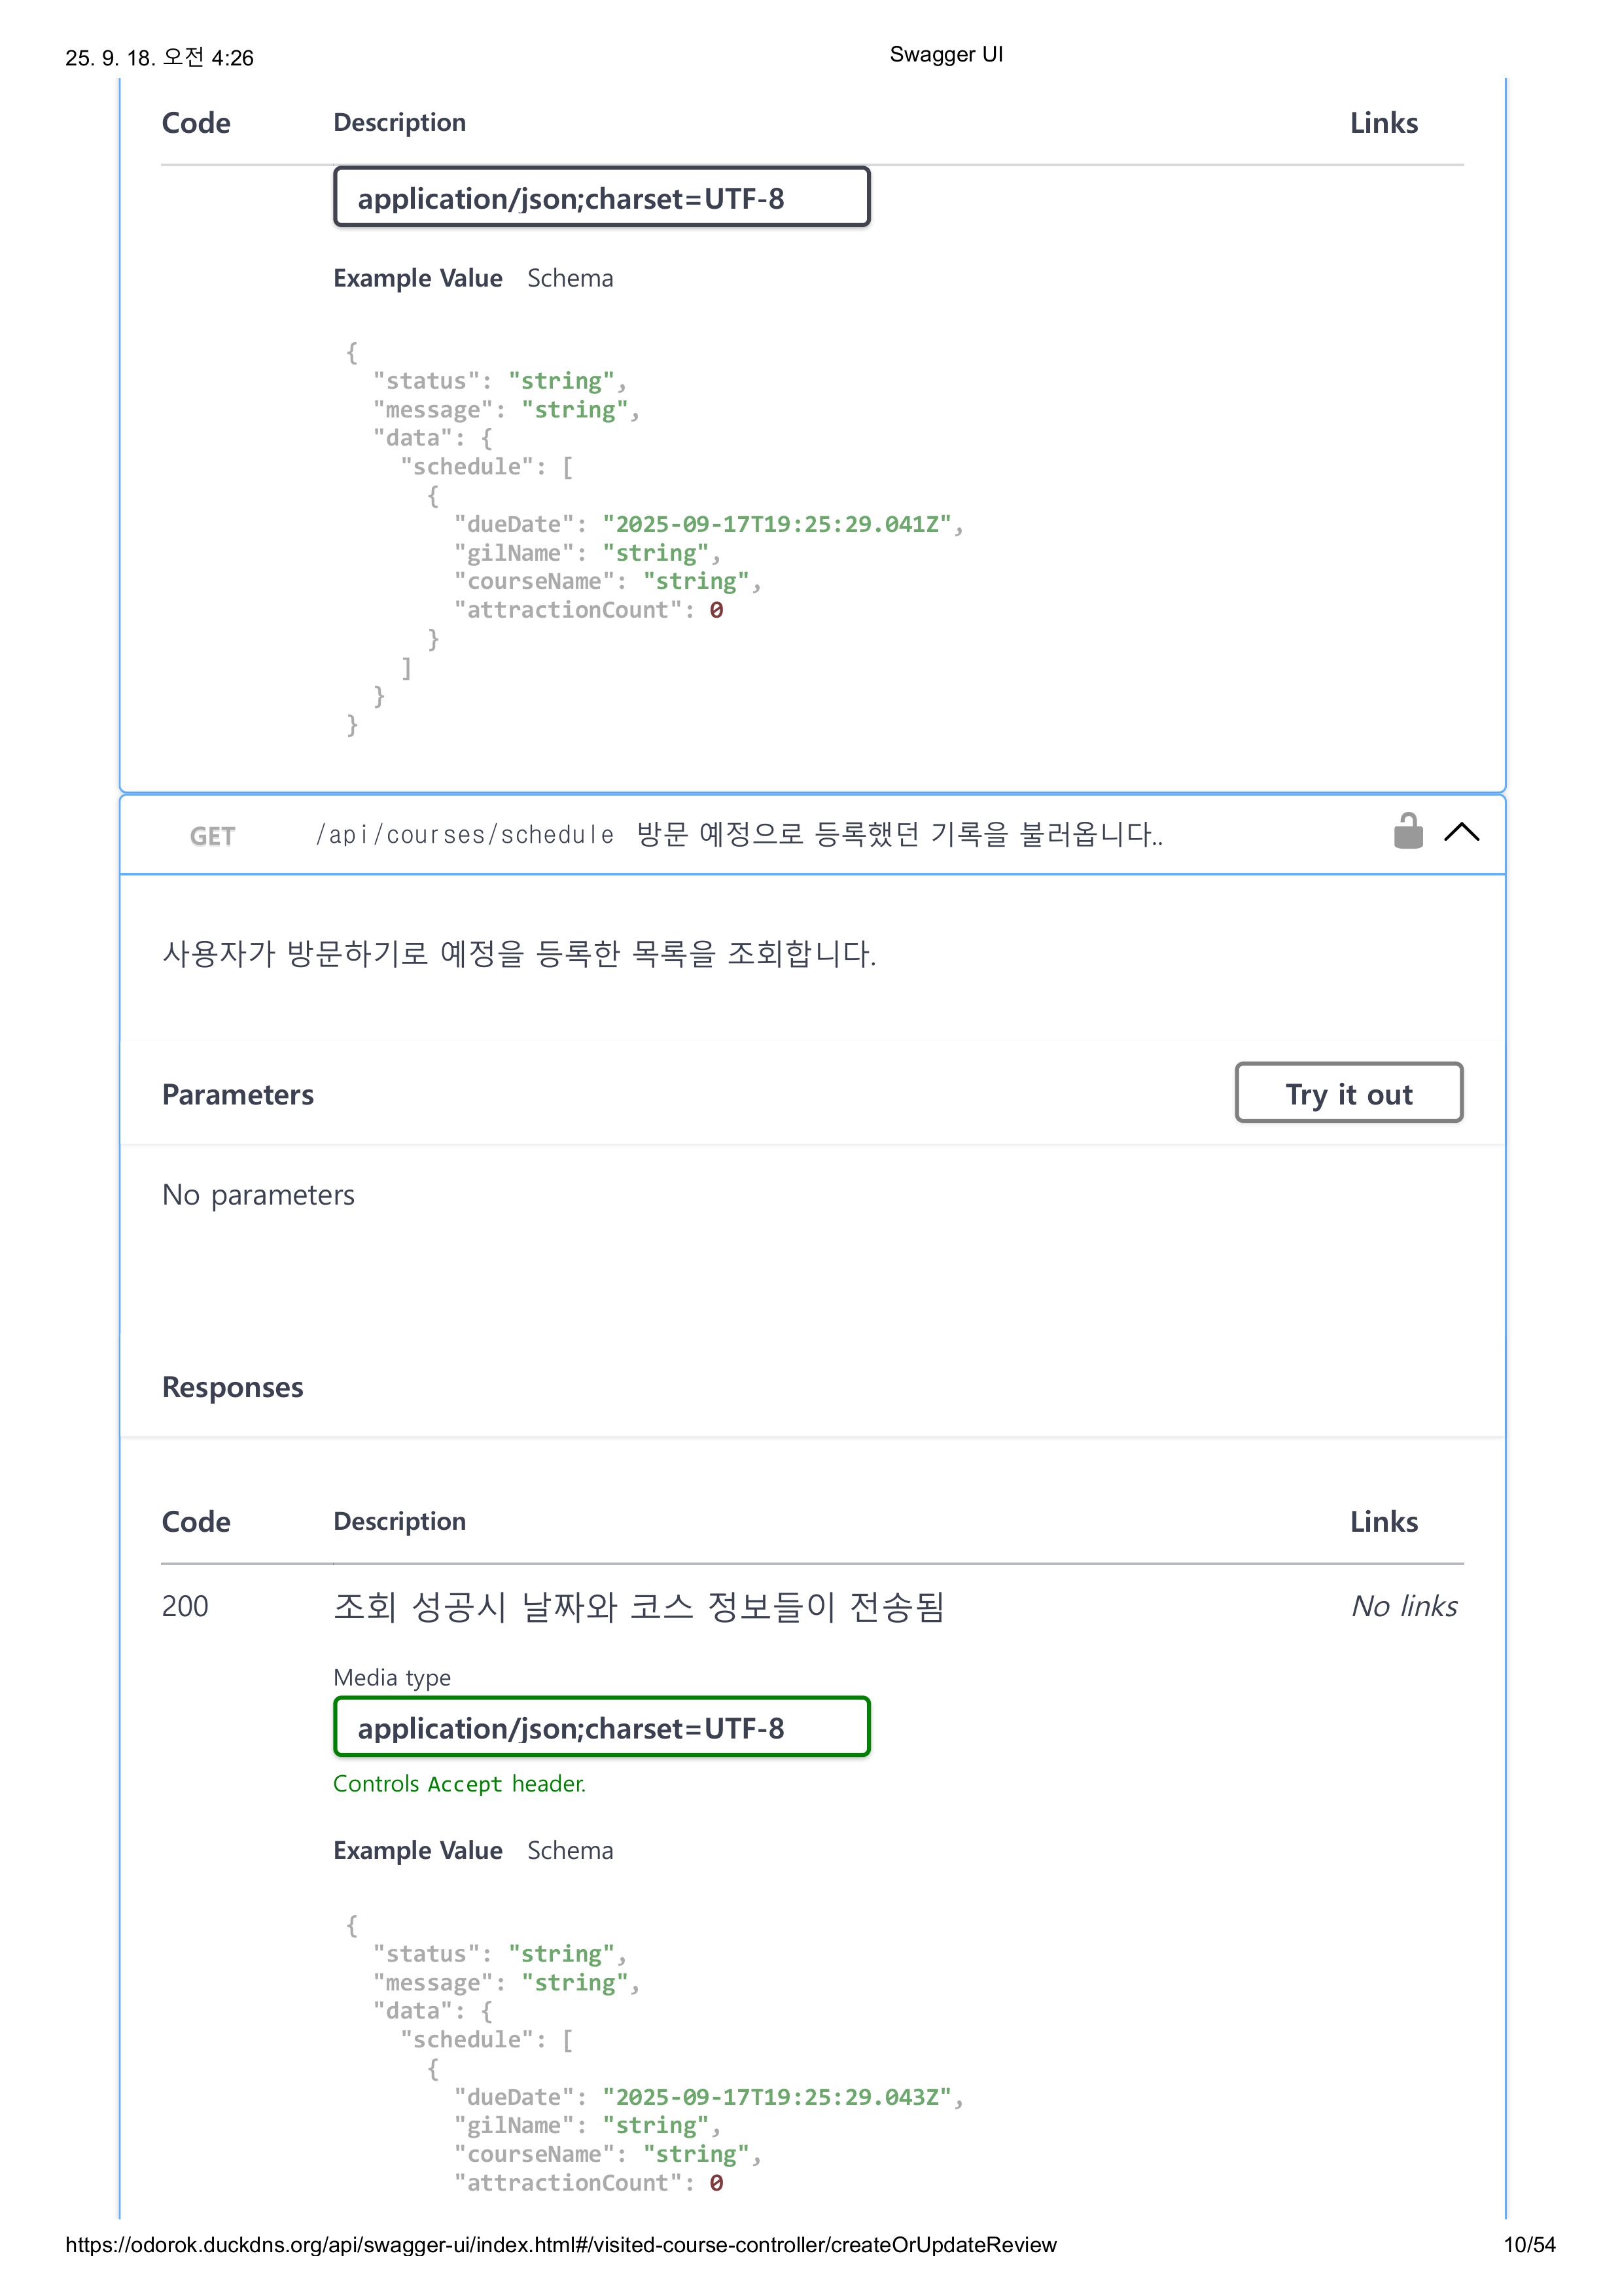 25. 9. 18. 오전 4:26 Swagger UI
Code Description Links
application/json;charset=UTF-8
Example Value Schema
{
"status": "string",
"message": "string",
"data": {
"schedule": [
{
"dueDate": "2025-09-17T19:25:29.041Z",
"gilName": "string",
"courseName": "string",
"attractionCount": 0
}
]
}
}
GET /api/courses/schedule 방문 예정으로 등록했던 기록을 불러옵니다..
사용자가 방문하기로 예정을 등록한 목록을 조회합니다.
Parameters Try it out
No parameters
Responses
Code Description Links
200 조회 성공시 날짜와 코스 정보들이 전송됨 No links
Media type
application/json;charset=UTF-8
Controls Accept header.
Example Value Schema
{
"status": "string",
"message": "string",
"data": {
"schedule": [
{
"dueDate": "2025-09-17T19:25:29.043Z",
"gilName": "string",
"courseName": "string",
"attractionCount": 0
https://odorok.duckdns.org/api/swagger-ui/index.html#/visited-course-controller/createOrUpdateReview 10/54